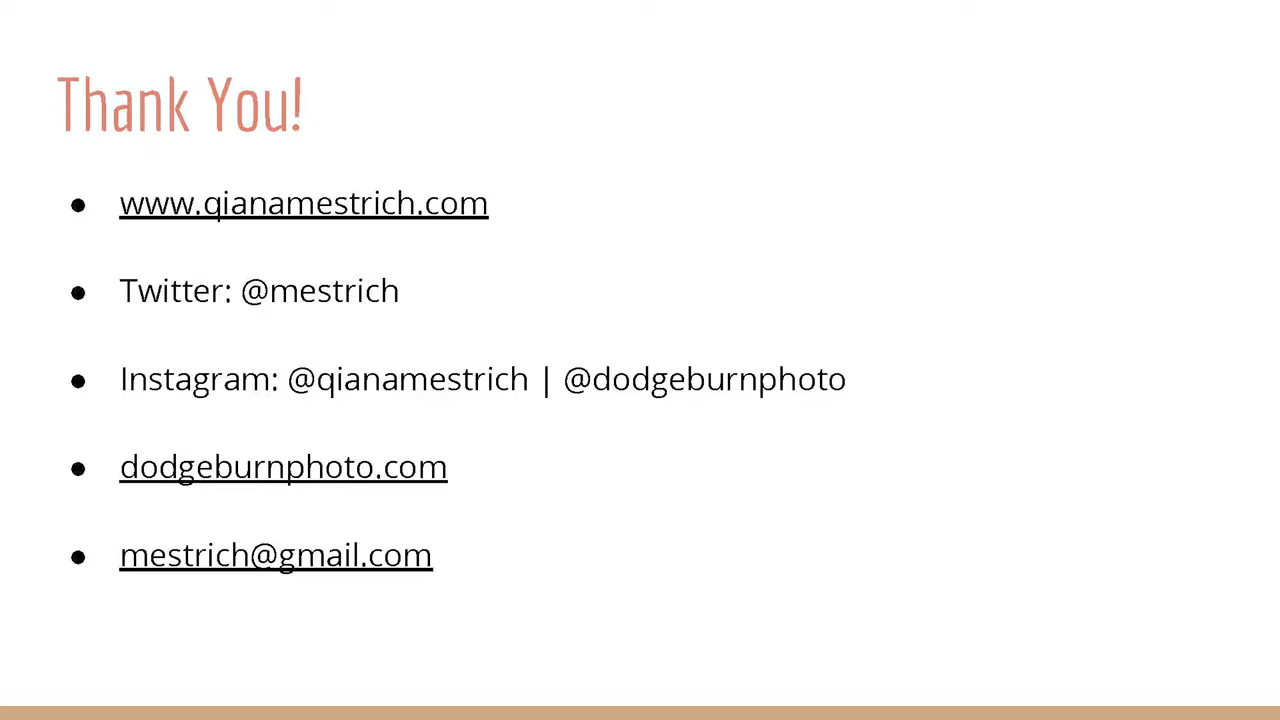 Thank You!
● www.qianamestrich.com
● Twitter: @mestrich
● Instagram: @qianamestrich | @dodgeburnphoto
● dodgeburnphoto.com
● mestrich@gmail.com